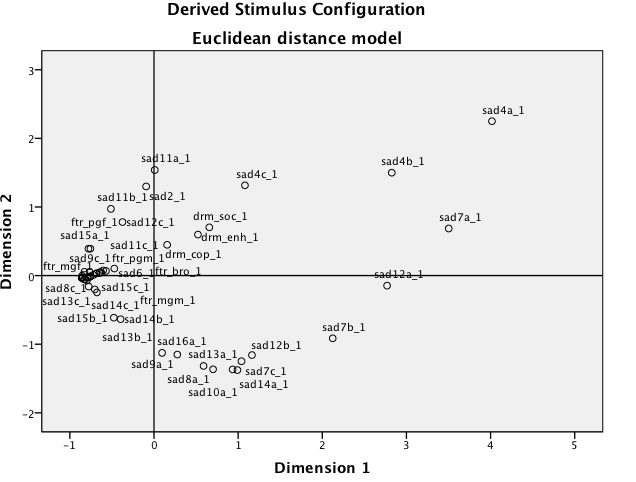 Derived Stimulus Configuration
Euclidean distance model
3
sad4a_1
2
sad11a_1
sad4b_1
sad4c_1
sad11b_1 sad2_1
1
ftr_pgf_1 sad12c_1
drm_soc_1
sad7a_1
sad15a_1
sad11c_1
drm_enh_1
sad9c_1 ftr_pgm_1
drm_cop_1
ftr_mgf_1
sad6_1 ftr_bro_1
sad12a_1
0
sad8c_1
sad15c_1
sad13c_1
sad14c_1
ftr_mgm_1
sad15b_1
sad14b_1
sad7b_1
sad13b_1
sad16a_1
sad12b_1
-1
sad9a_1
sad13a_1
sad7c_1
sad8a_1
sad14a_1
sad10a_1
-2
-1 0 1 2 3 4 5
Dimension 1
Dimension 2